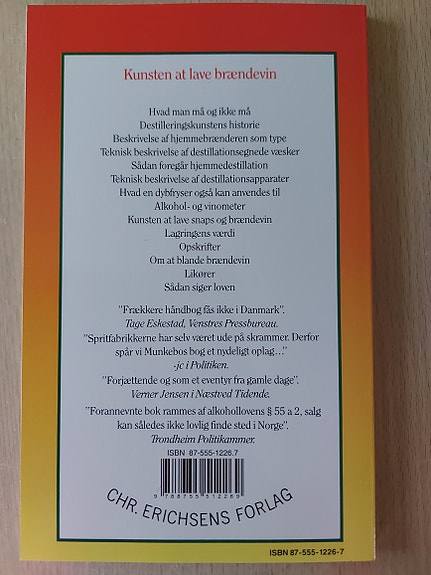 Kunsten at lave brændevin
Hvad man må og ikke må
Destilleringskunstens historie
Beskrivelse af hjemmebrænderen som type
Teknisk beskrivelse af destillationsegnede væsker
Sådan foregår hjemmedestillation
Teknisk beskrivelse af destillationsapparater
Hvad en dybfryser også kan anvendes til
Alkohol- og vinometer
Kunsten at lave snaps og brændevin
Lagringens værdi
Opskrifter
Om at blande brændevin
Likører
Sådan siger loven
"Frækkere håndbog fås ikke i Danmark".
Tage Eskestad, Venstres Pressbureau.
"Spritfabrikkerne har selv været ude på skrammer. Derfor
spår vi Munkebos bog et nydeligt oplag..."
-jc i Politiken.
"Forjættende og som et eventyr fra gamle dage".
Verner Jensen i Næstved Tidende.
"Forannevnte bok rammes af alkohollovens § 55 a 2, salg
kan således ikke lovlig finde sted i Norge".
Trondheim Politikammer.
ISBN 87-555-1226.7
9 788755 512269
CHR. ERICHSENS FORLAG
ISBN 87-555-1226-7